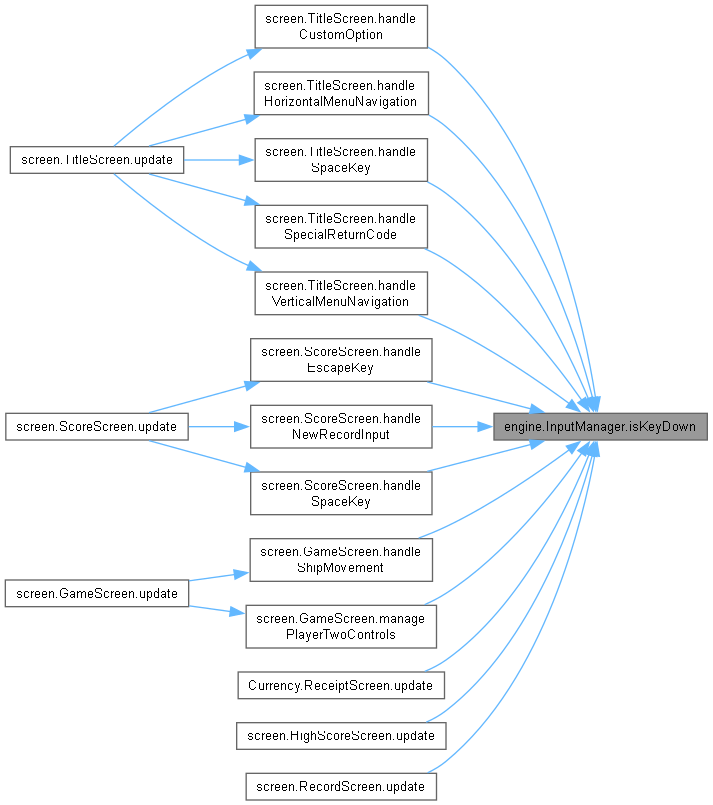 screen.TitleScreen.handle
CustomOption
screen.TitleScreen.handle
HorizontalMenuNavigation
screen.TitleScreen.update
screen.TitleScreen.handle
SpaceKey
screen.TitleScreen.handle
SpecialReturnCode
screen.TitleScreen.handle
VerticalMenuNavigation
screen.ScoreScreen.handle
EscapeKey
screen.ScoreScreen.update
screen.ScoreScreen.handle
NewRecordInput
engine.InputManager.isKeyDown
screen.ScoreScreen.handle
SpaceKey
screen.GameScreen.handle
ShipMovement
screen.GameScreen.update
screen.GameScreen.manage
PlayerTwoControls
Currency.ReceiptScreen.update
screen.HighScoreScreen.update
screen.RecordScreen.update